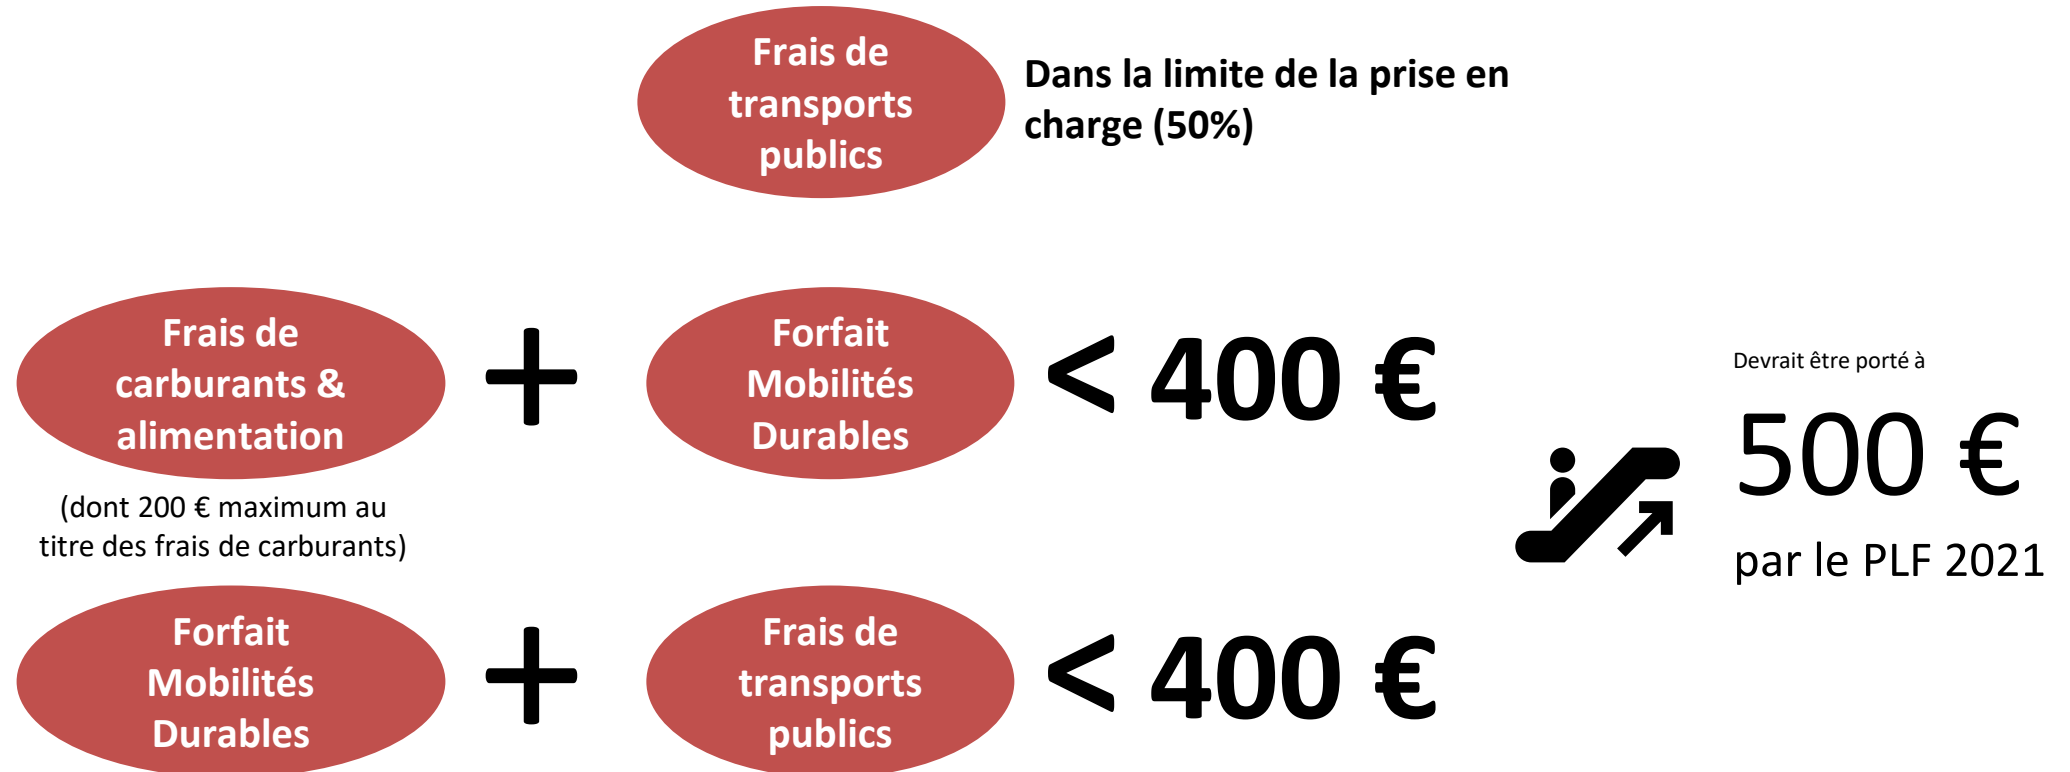 Frais de
transports
publics
Dans la limite de la prise en
charge (50%)
Frais de
carburants &
alimentation
+
Forfait
Mobilités
Durables
< 400 €
(dont 200 € maximum au
titre des frais de carburants)
Devrait être porté à
500 €
par le PLF 2021
Forfait
Mobilités
Durables
+
Frais de
transports
publics
< 400 €